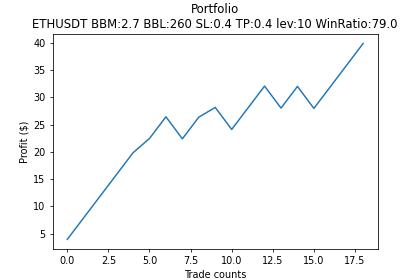 Portfolio
ETHUSDT BBM:2.7 BBL:260 SL:0.4 TP:0.4 lev:10 WinRatio:79.0
40
35
30
25
20
15
10
5
Profit ($)
0.0 2.5 5.0 7.5 10.0 12.5 15.0 17.5
Trade counts